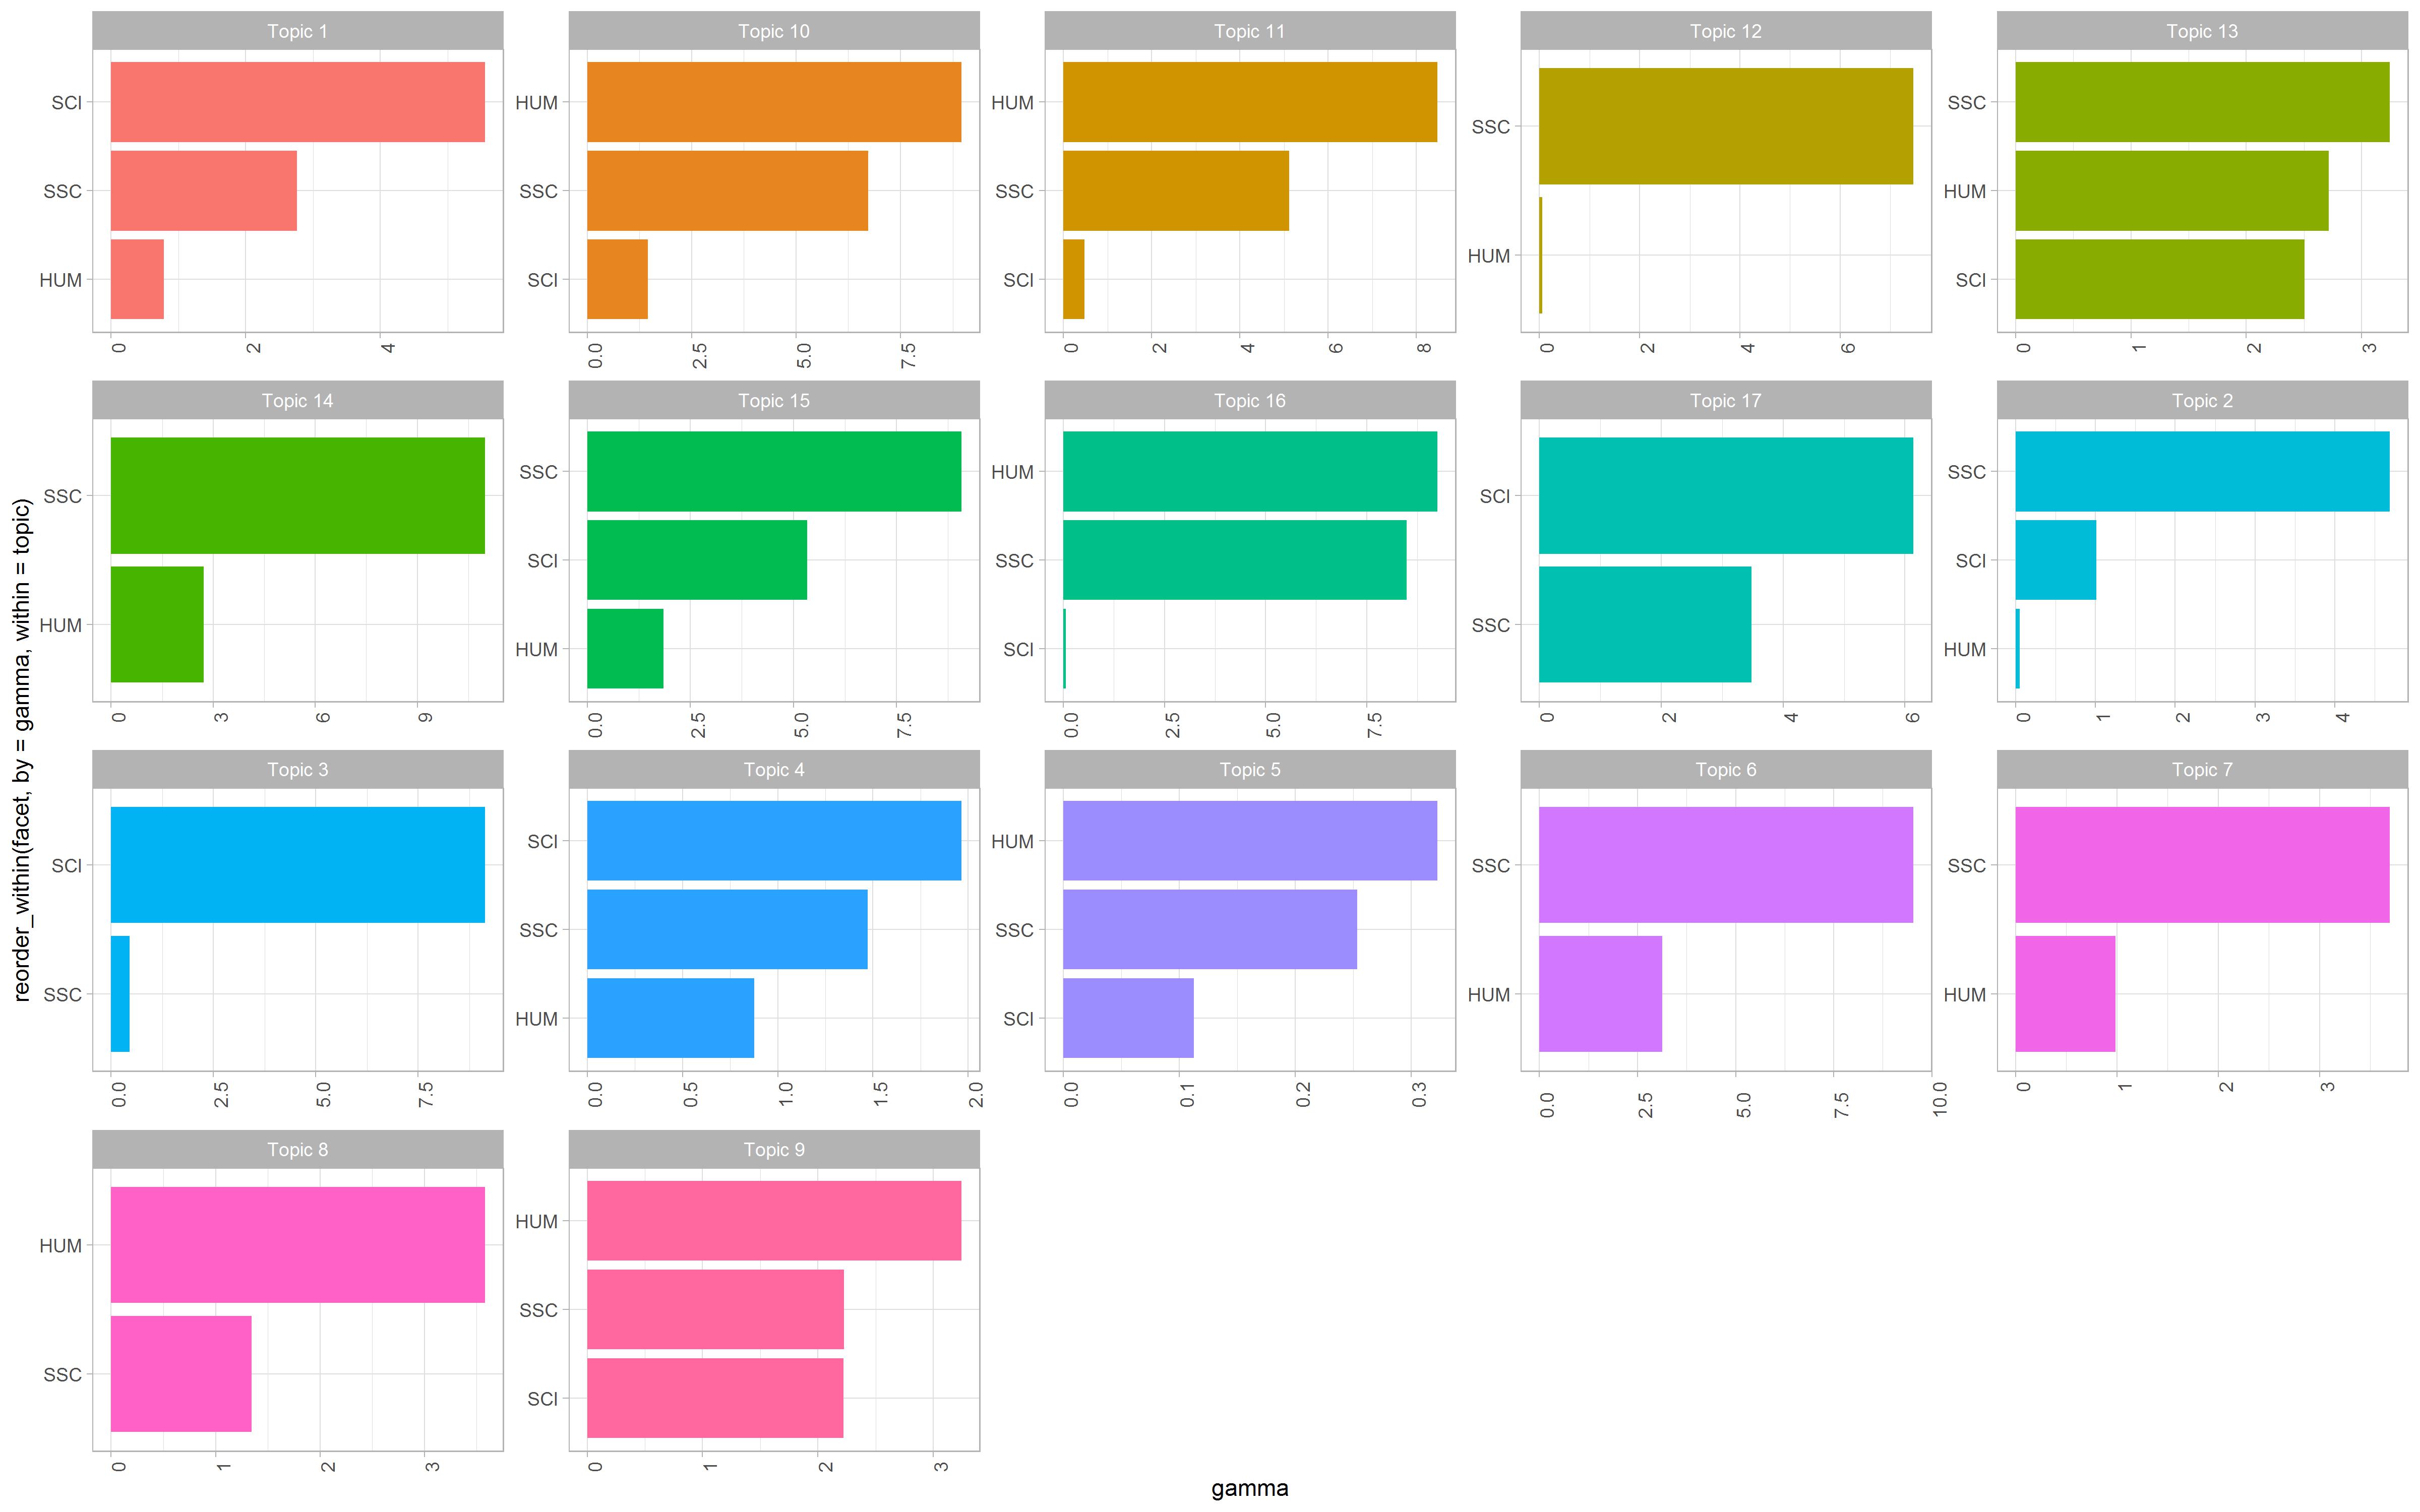 Topic 1
SCI
SSC
HUM
0 2 4
Topic 10
HUM
SSC
SCI
0.0 2.5 5.0 7.5
Topic 11
HUM
SSC
SCI
0 2 4 6 8
Topic 12
SSC
HUM
0 2 4 6
Topic 13
SSC
HUM
SCI
0 1 2 3
Topic 14
SSC
HUM
0 3 6 9
Topic 15
SSC
SCI
HUM
0.0 2.5 5.0 7.5
Topic 16
HUM
SSC
SCI
0.0 2.5 5.0 7.5
Topic 17
SCI
SSC
0 2 4 6
Topic 2
SSC
SCI
HUM
0 1 2 3 4
Topic 3
SCI
SSC
0.0 2.5 5.0 7.5
Topic 4
SCI
SSC
HUM
0.0 0.5 1.0 1.5 2.0
Topic 5
HUM
SSC
SCI
0.0 0.1 0.2 0.3
Topic 6
SSC
HUM
0.0 2.5 5.0 7.5 10.0
Topic 7
SSC
HUM
0 1 2 3
Topic 8
HUM
SSC
0 1 2 3
Topic 9
HUM
SSC
SCI
0 1 2 3
reorder_within(facet, by = gamma, within = topic)
gamma